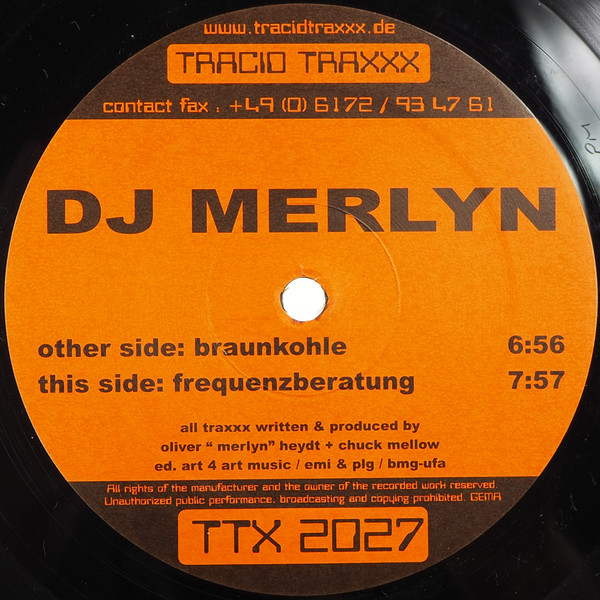 www.tracidtraxxx.de
TRACID TRAXXX
contact fax : +49 (0) 6172 / 93 47 61
DJ MERLYN
other side: braunkohle 6:56
this side: frequenzberatung 7:57
all traxxx written & produced by
oliver “ merlyn” heydt + chuck mellow
ed. art 4 art music / emi & plg / bmg-ufa
All rights of the manufacturer and the owner of the recorded work reserved.
Unauthorized public performance, broadcasting and copying prohibited. GEMA
TTX 2027